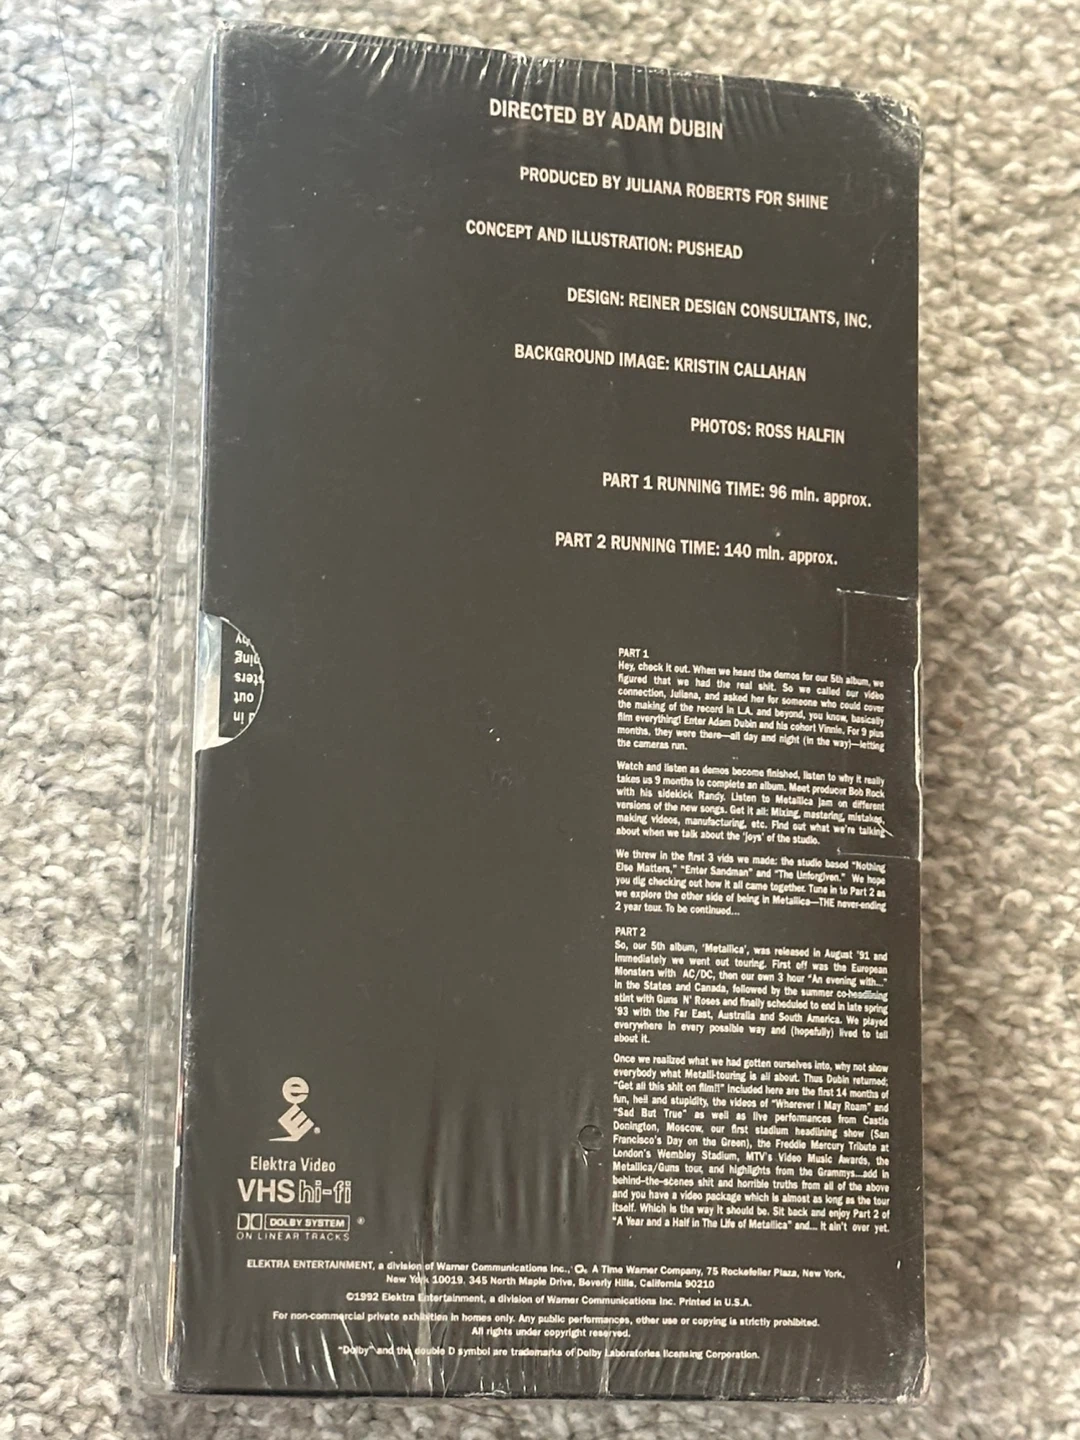 DIRECTED BY ADAM DUBIN
PRODUCED BY JULIANA ROBERTS FOR SHINE
CONCEPT AND ILLUSTRATION: PUSHEAD
DESIGN: REINER DESIGN CONSULTANTS, INC.
BACKGROUND IMAGE: KRISTIN CALLAHAN
PHOTOS: ROSS HALFIN
PART 1 RUNNING TIME: 96 min. approx.
PART 2 RUNNING TIME: 140 min. approx.
PART 1
Hey, check it out. When we heard the demos for our 5th album, we
figured that we had the real shit. So we called our video
connection, Juliana, and asked her for someone who could cover
the making of the record in L.A. and beyond, you know, basically
film everything! Enter Adam Dubin and his cohort Vinnie. For 9 plus
months, they were there—all day and night (in the way)—letting
the cameras run.
Watch and listen as demos become finished, listen to why it really
takes us 9 months to complete an album. Meet producer Bob Rock
with his sidekick Randy. Listen to Metallica jam on different
versions of the new songs. Get it all: Mixing, mastering, mistakes,
making videos, manufacturing, etc. Find out what we're talking
about when we talk about the 'joys' of the studio.
We threw in the first 3 vids we made: the studio based "Nothing
Else Matters," "Enter Sandman" and "The Unforgiven." We hope
you dig checking out how it all came together. Tune in to Part 2 as
we explore the other side of being in Metallica—THE never-ending
2 year tour. To be continued...
PART 2
So, our 5th album, 'Metallica', was released in August '91 and
immediately we went out touring. First off was the European
Monsters with AC/DC, then our own 3 hour "An evening with..."
in the States and Canada, followed by the summer co-headlining
stint with Guns N' Roses and finally scheduled to end in late spring
'93 with the Far East, Australia and South America. We played
everywhere in every possible way and (hopefully) lived to tell
about it.
Once we realized what we had gotten ourselves into, why not show
everybody what Metalli-touring is all about. Thus Dubin returned;
"Get all this shit on film!!" Included here are the first 14 months of
fun, hell and stupidity, the videos of "Wherever I May Roam" and
"Sad But True" as well as live performances from Castle
Donington, Moscow, our first stadium headlining show (San
Francisco's Day on the Green), the Freddie Mercury Tribute at
London's Wembley Stadium, MTV's Video Music Awards, the
Metallica/Guns tour, and highlights from the Grammys...add in
behind-the-scenes shit and horrible truths from all of the above
and you have a video package which is almost as long as the tour
itself. Which is the way it should be. Sit back and enjoy Part 2 of
"A Year and a Half in The Life of Metallica" and... it ain't over yet.
Elektra Video
VHS hi-fi
DOLBY SYSTEM ®
ON LINEAR TRACKS
ELEKTRA ENTERTAINMENT, a division of Warner Communications Inc., A Time Warner Company, 75 Rockefeller Plaza, New York,
New York 10019. 345 North Maple Drive, Beverly Hills, California 90210
©1992 Elektra Entertainment, a division of Warner Communications Inc. Printed in U.S.A.
For non-commercial private exhibition in homes only. Any public performances, other use or copying is strictly prohibited.
All rights under copyright reserved.
"Dolby" and the double D symbol are trademarks of Dolby Laboratories licensing Corporation.